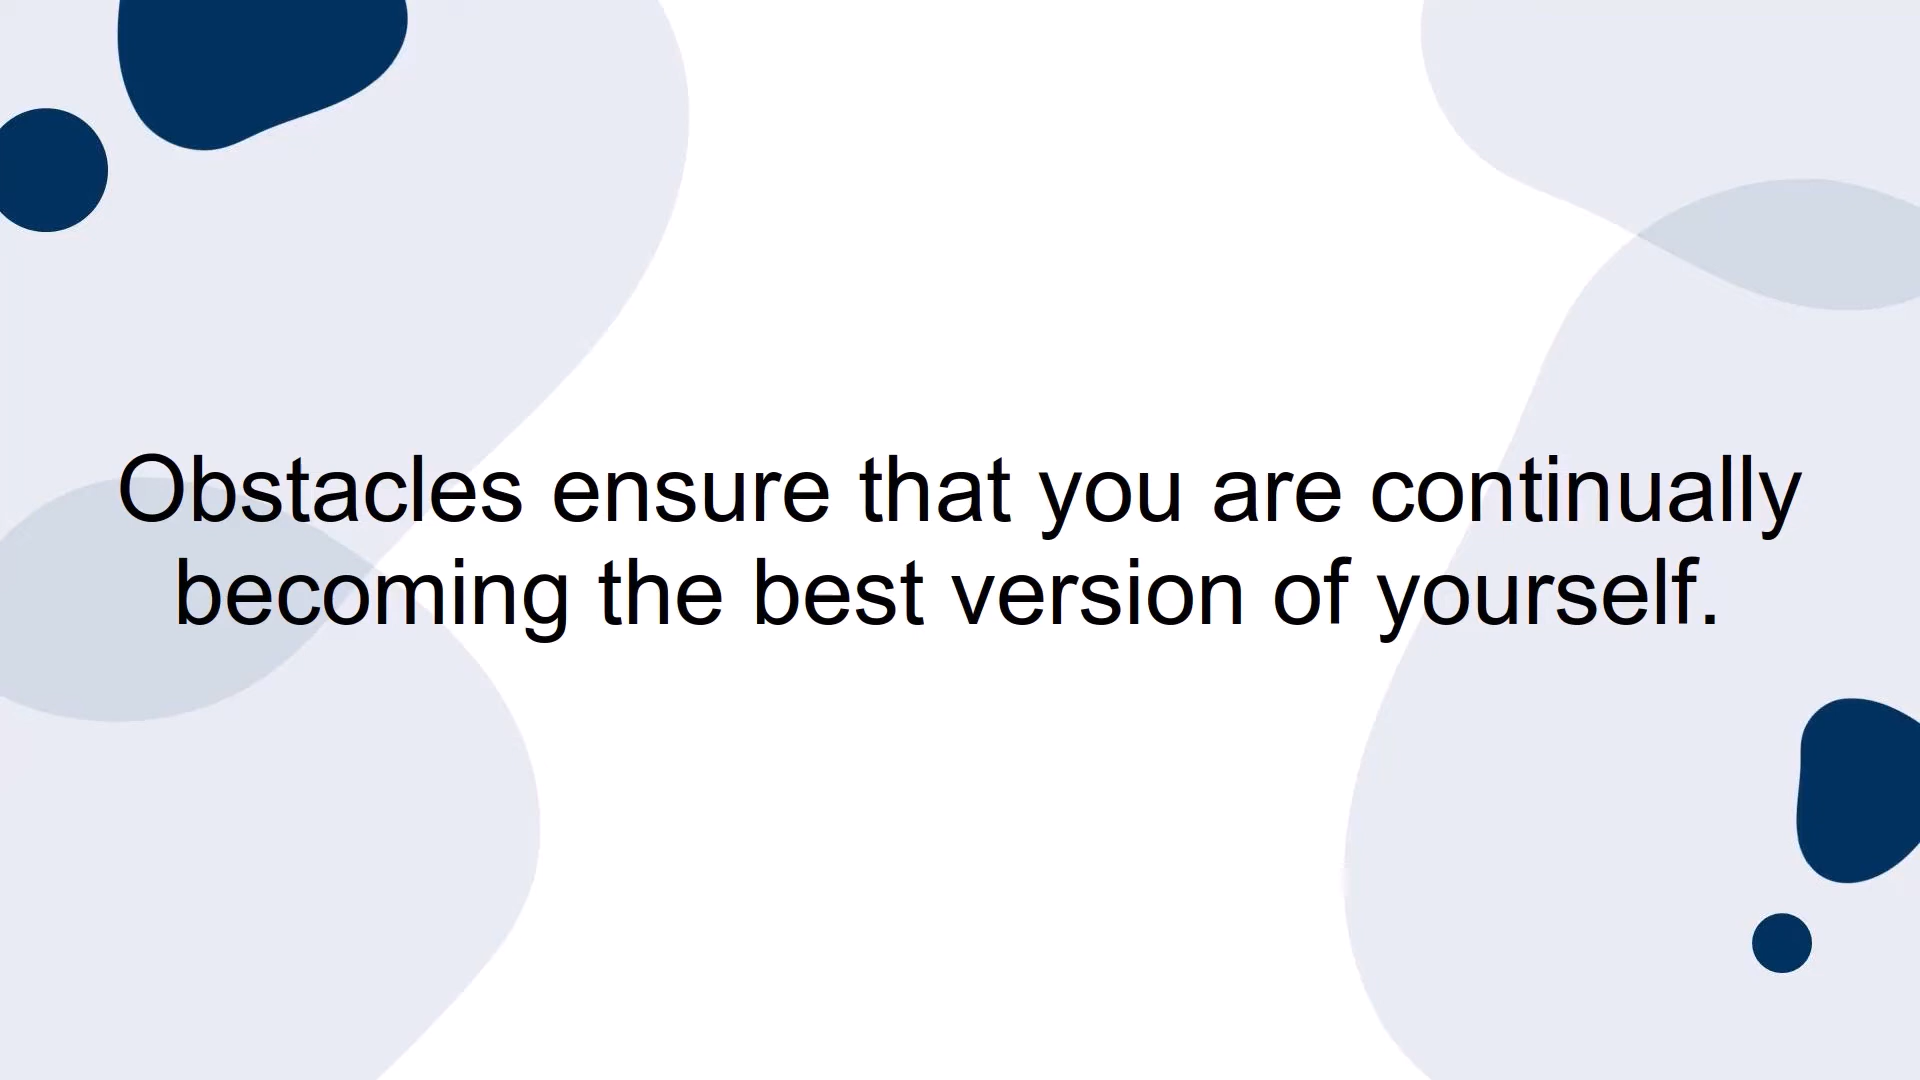 Obstacles ensure that you are continually
becoming the best version of yourself.